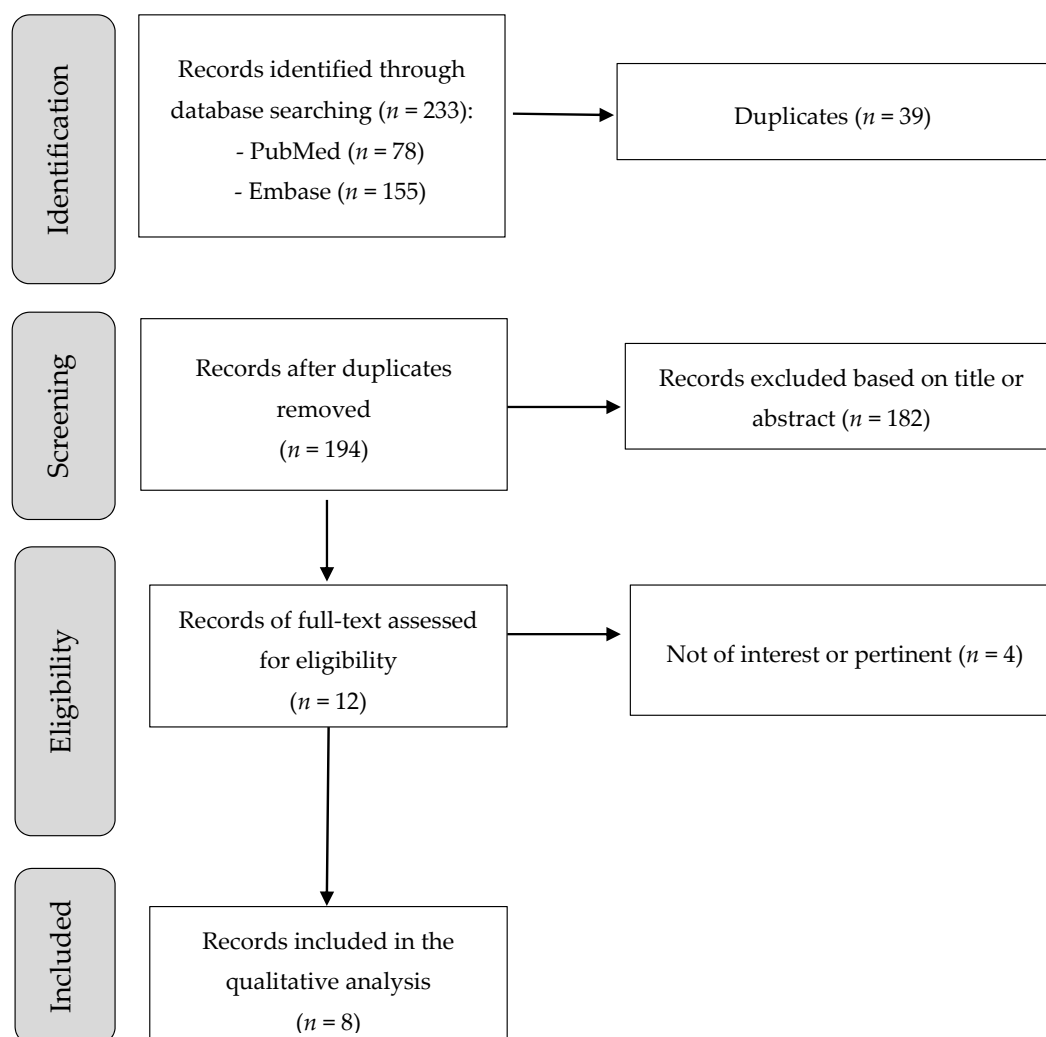 Identification
Records identified through
database searching (n = 233):
- PubMed (n = 78)
- Embase (n = 155)
Duplicates (n = 39)
Screening
Records after duplicates
removed
(n = 194)
Records excluded based on title or
abstract (n = 182)
Eligibility
Records of full-text assessed
for eligibility
(n = 12)
Not of interest or pertinent (n = 4)
Included
Records included in the
qualitative analysis
(n = 8)